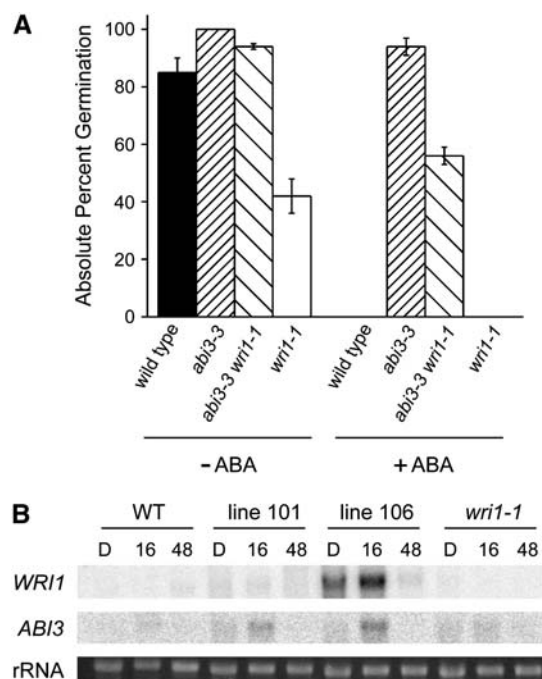 A
Absolute Percent Germination
100
80
60
40
20
0
wild type
abi3-3
abi3-3 wri1-1
wri1-1
wild type
abi3-3
abi3-3 wri1-1
wri1-1
– ABA
+ ABA
B
WT line 101 line 106 wri1-1
D 16 48 D 16 48 D 16 48 D 16 48
WRI1
ABI3
rRNA